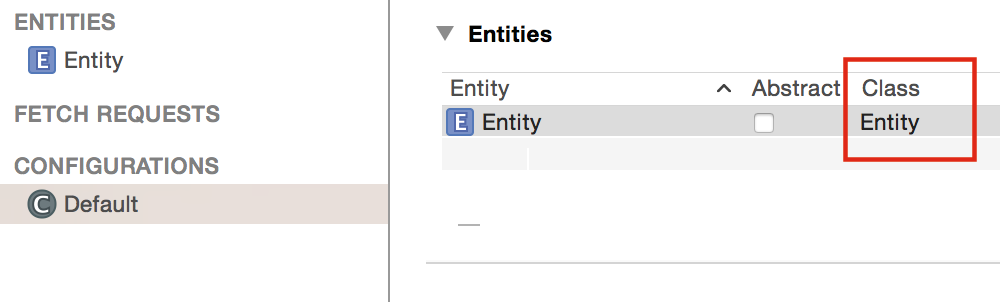 ENTITIES
E Entity
FETCH REQUESTS
CONFIGURATIONS
C Default
Entities
Entity Abstract Class
E Entity Entity